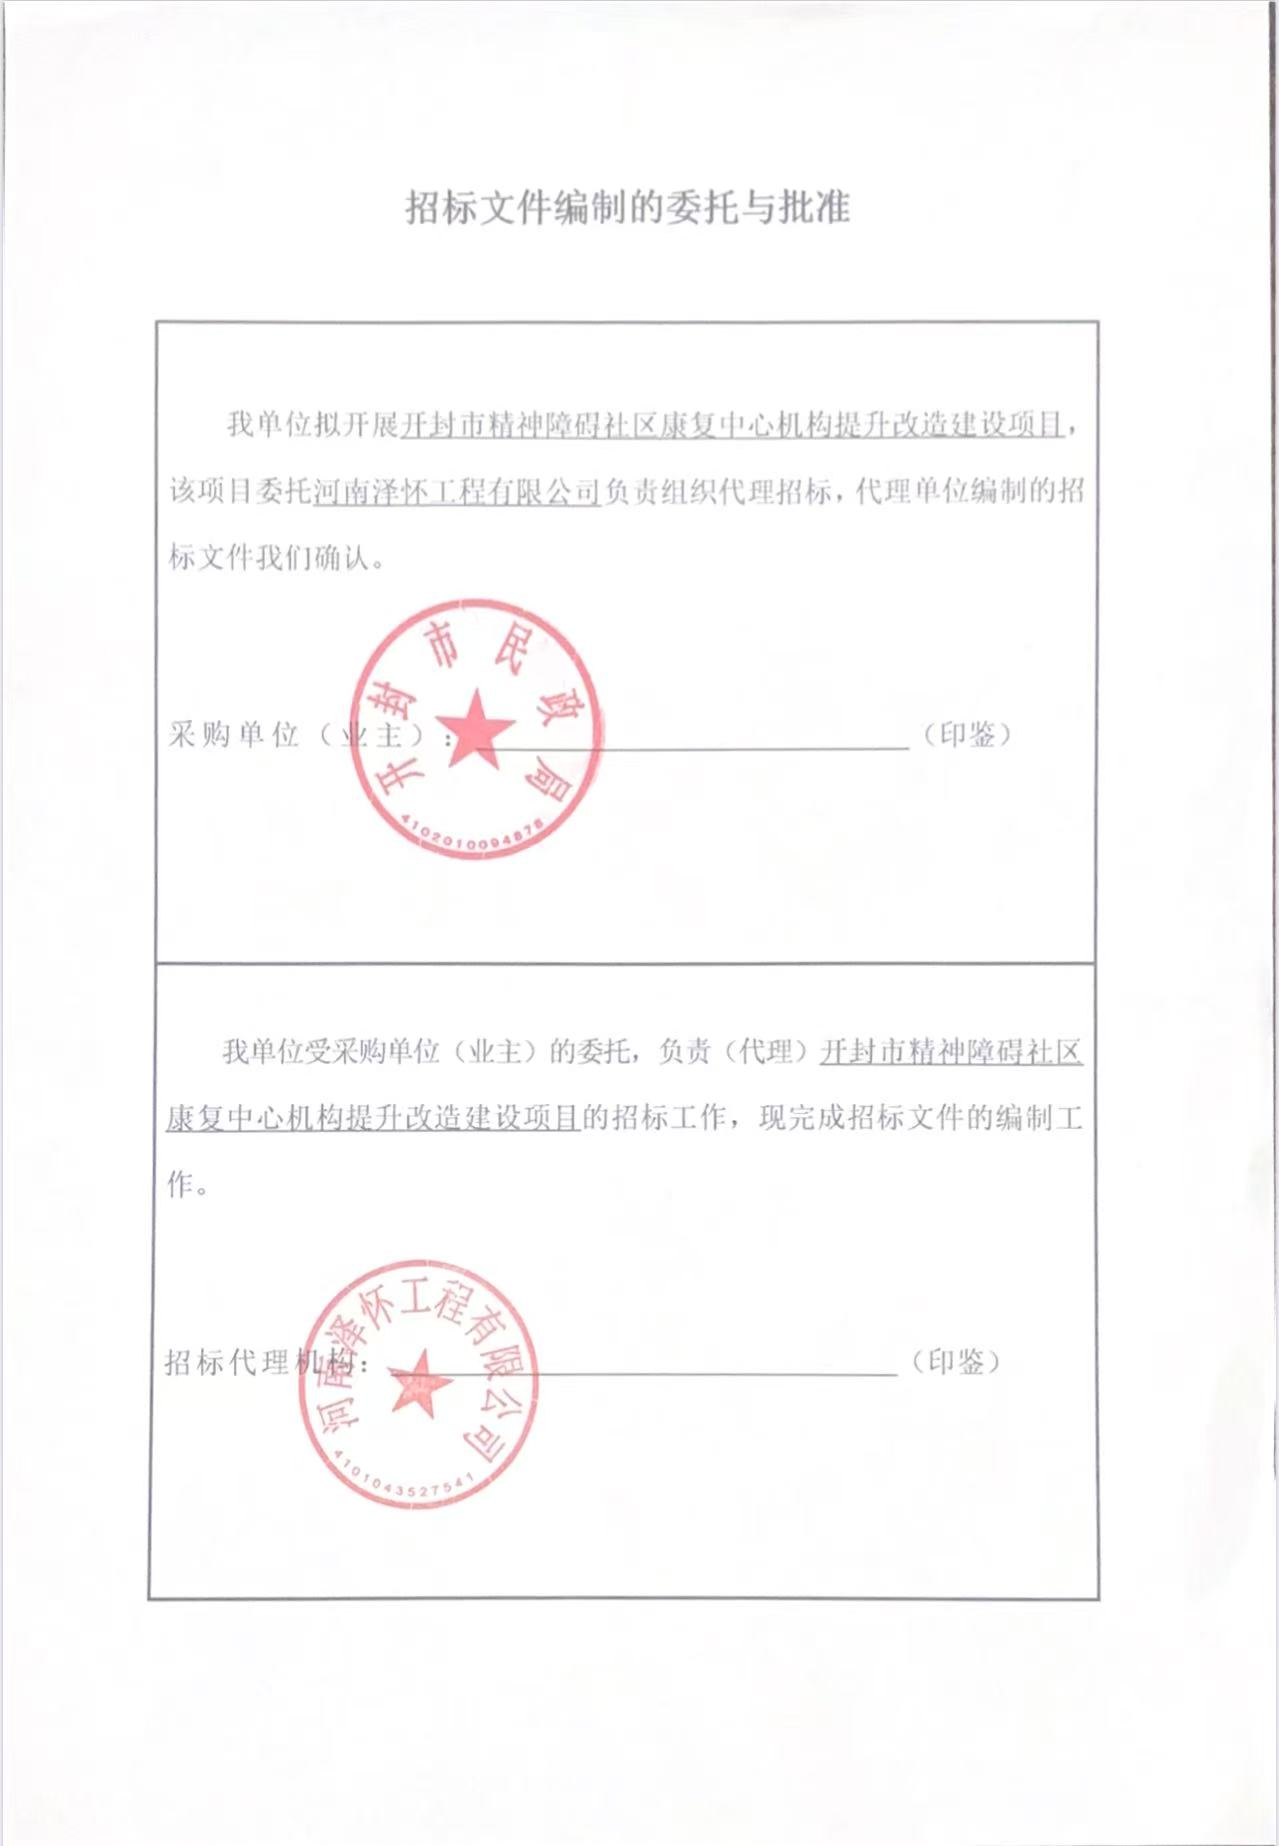 招标文件编制的委托与批准
我单位拟开展开封市精神障碍社区康复中心机构提升改造建设项目，
该项目委托河南泽怀工程有限公司负责组织代理招标，代理单位编制的招
标文件我们确认。
开封市民政局
采购单位（业主）：（印鉴）
4102010094878
我单位受采购单位（业主）的委托，负责（代理）开封市精神障碍社区
康复中心机构提升改造建设项目的招标工作，现完成招标文件的编制工
作。
河南泽怀工程有限公司
招标代理机构：（印鉴）
4101043527541